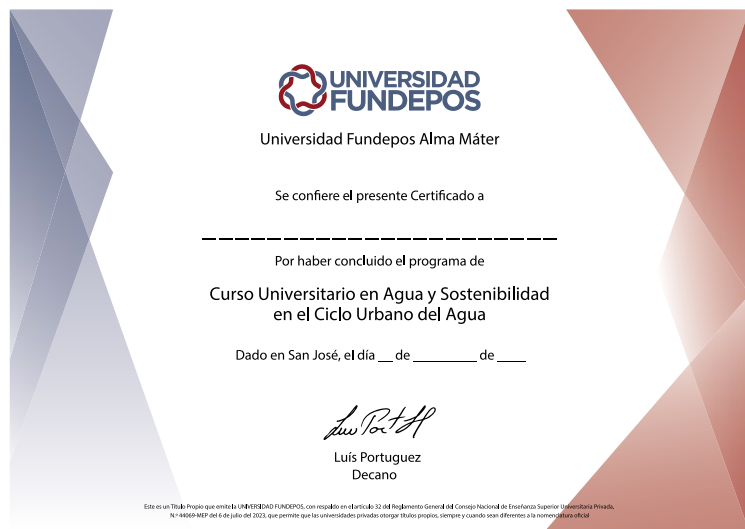 UNIVERSIDAD
FUNDEPOS
Universidad Fundepos Alma Máter
Se confiere el presente Certificado a
Por haber concluido el programa de
Curso Universitario en Agua y Sostenibilidad
en el Ciclo Urbano del Agua
Dado en San José, el día __ de ________ de ____
Luís Portuguez
Decano
Este es un Título Propio que emite la UNIVERSIDAD FUNDEPOS, con respaldo en el artículo 32 del Reglamento General del Consejo Nacional de Enseñanza Superior Universitaria Privada,
N.º 44069-MEP del 6 de julio del 2023, que permite que las universidades privadas otorgar títulos propios, siempre y cuando sean diferentes a la nomenclatura oficial